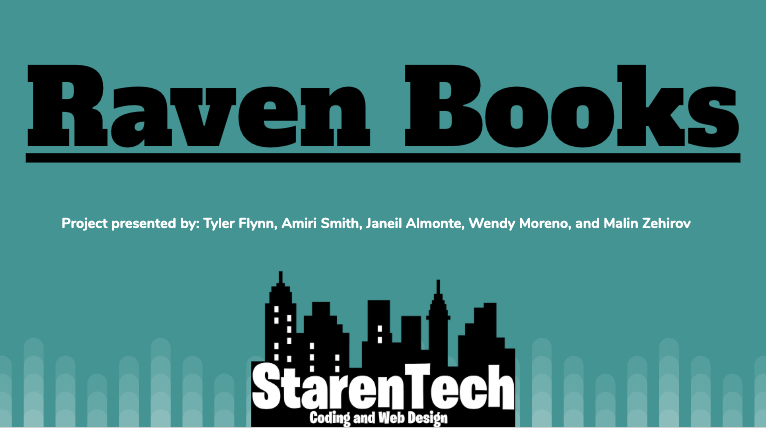 Raven Books
Project presented by: Tyler Flynn, Amiri Smith, Janeil Almonte, Wendy Moreno, and Malin Zehirov
StarenTech
Coding and Web Design